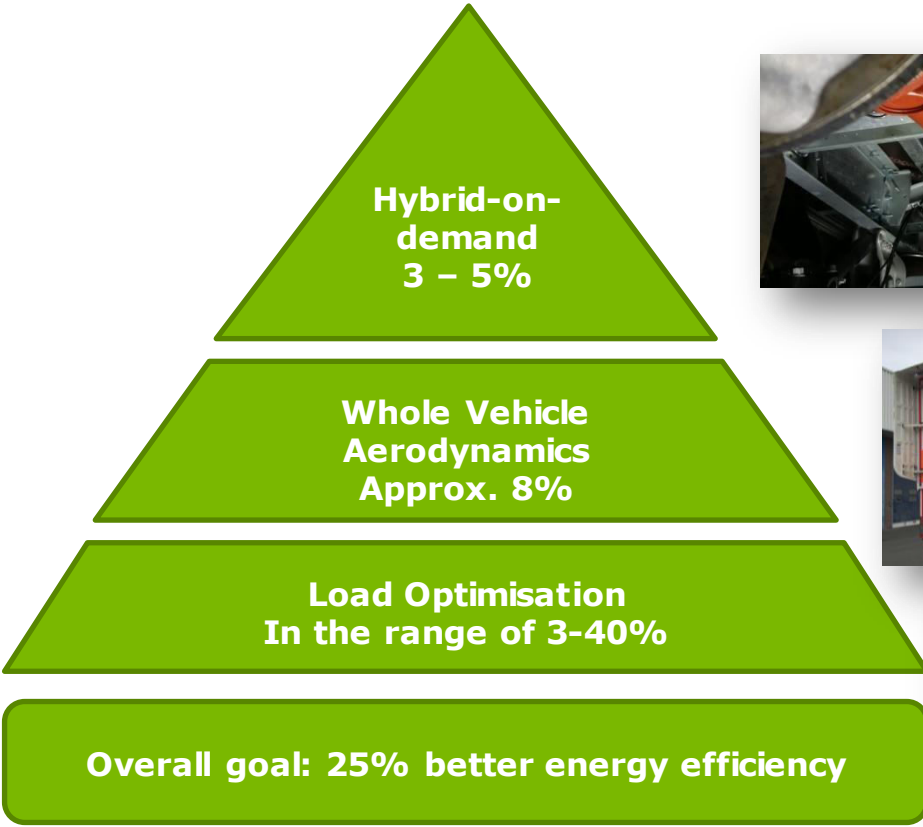 Hybrid-on-
demand
3 – 5%
Whole Vehicle
Aerodynamics
Approx. 8%
Load Optimisation
In the range of 3-40%
Overall goal: 25% better energy efficiency